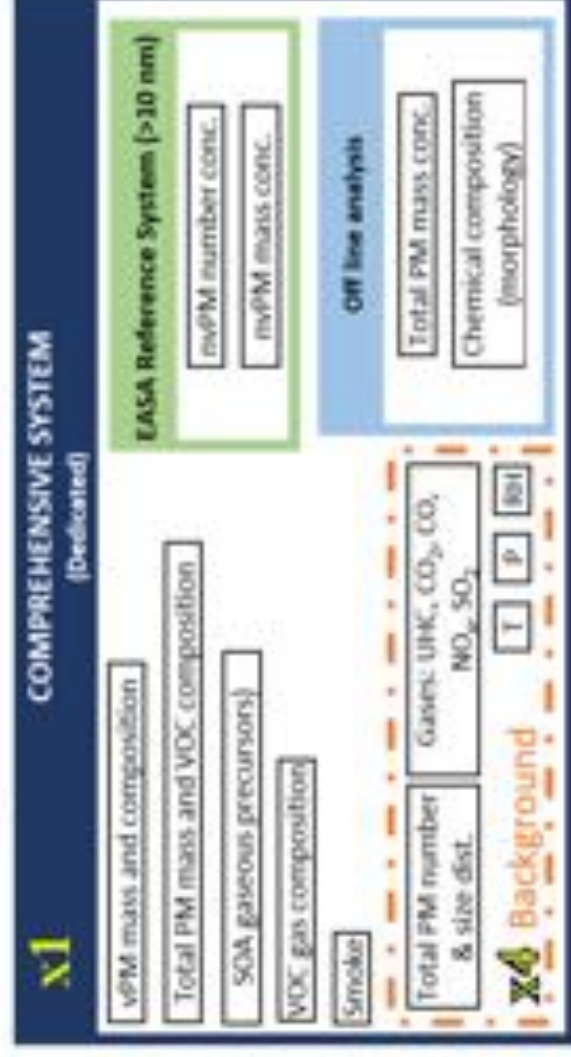 x1
COMPREHENSIVE SYSTEM
(Dedicated)
vPM mass and composition
Total PM mass and VOC composition
SOA gaseous precursors)
VOC gas composition
Smoke
EASA Reference System (>10 nm)
nvPM number conc.
nvPM mass conc.
Off line analysis
Total PM mass conc.
Chemical composition
(morphology)
Total PM number
& size dist.
Gases: UHC, CO₂, CO,
NOₓ, SO₂
x4 Background
T
P
RH